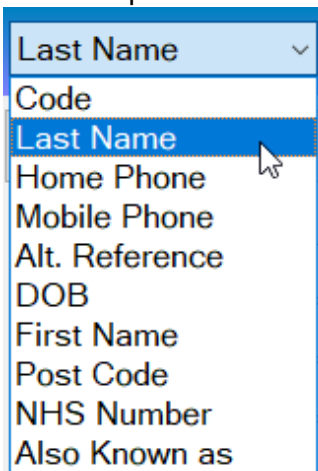 Last Name
Code
Last Name
Home Phone
Mobile Phone
Alt. Reference
DOB
First Name
Post Code
NHS Number
Also Known as